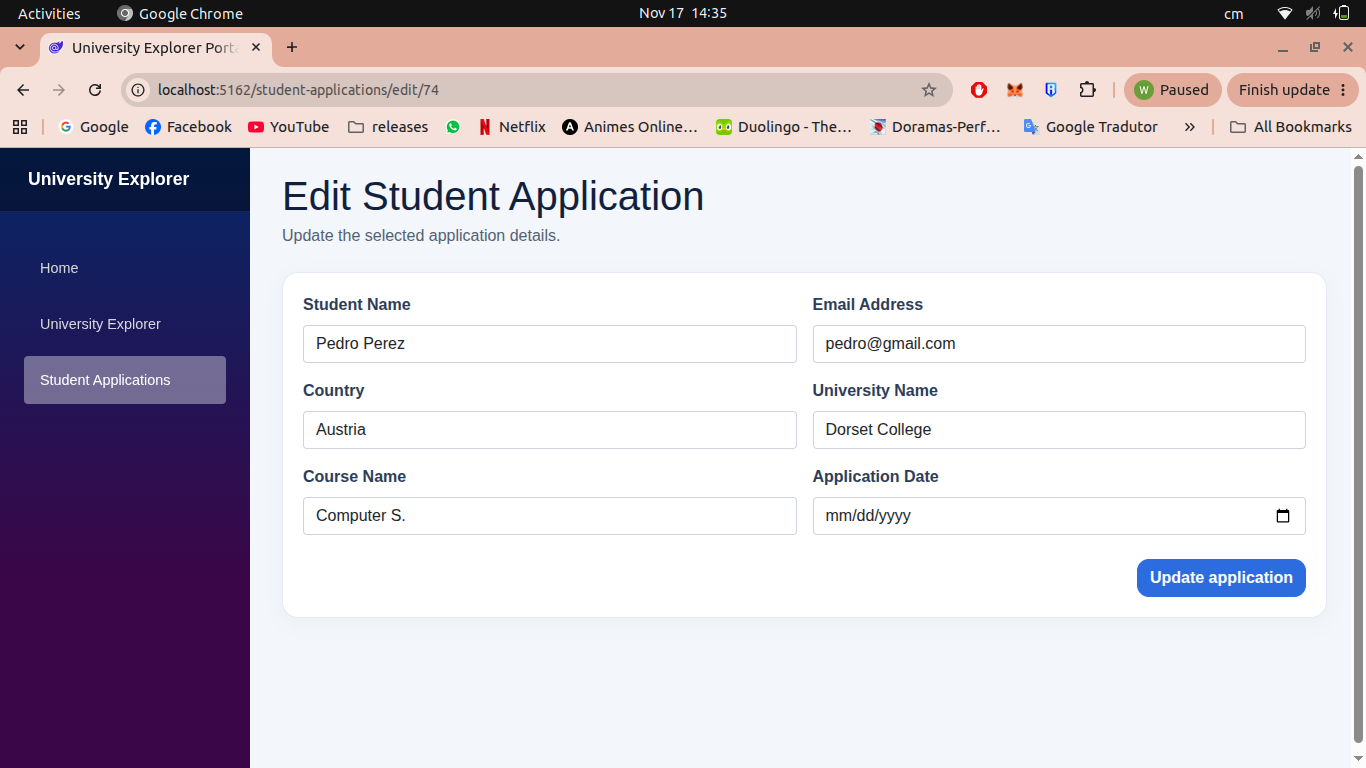 Activities Google Chrome Nov 17 14:35 cm
University Explorer Porta
localhost:5162/student-applications/edit/74 W Paused Finish update
Google Facebook YouTube releases Netflix Animes Online… Duolingo - The… Doramas-Perf… Google Tradutor » All Bookmarks
University Explorer
Home
University Explorer
Student Applications
Edit Student Application
Update the selected application details.
Student Name Email Address
Pedro Perez pedro@gmail.com
Country University Name
Austria Dorset College
Course Name Application Date
Computer S. mm/dd/yyyy
Update application